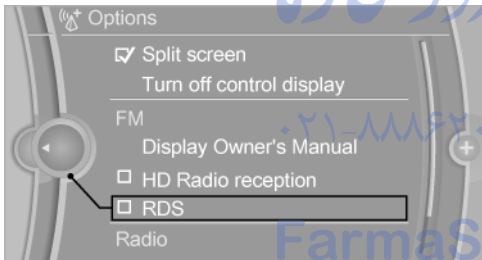 Options
Split screen
Turn off control display
FM
Display Owner's Manual
HD Radio reception
RDS
Radio
FarmaS